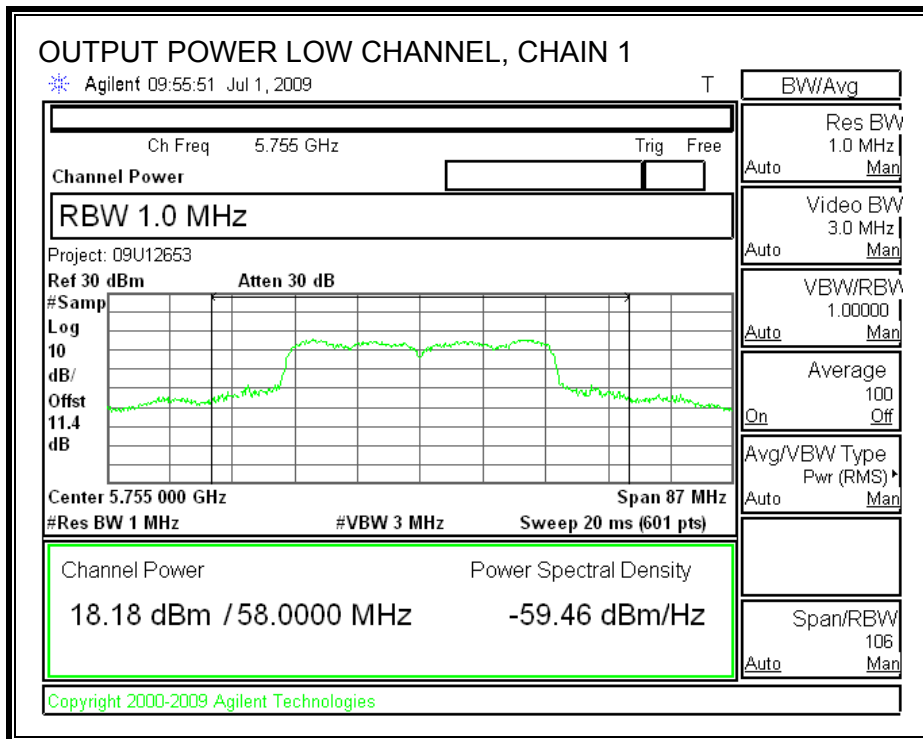 OUTPUT POWER LOW CHANNEL, CHAIN 1
Agilent 09:55:51 Jul 1, 2009 T
Ch Freq 5.755 GHz Trig Free
Channel Power
RBW 1.0 MHz
Project: 09U12653
Ref 30 dBm Atten 30 dB
#Samp
Log
10
dB/
Offst
11.4
dB
Center 5.755 000 GHz Span 87 MHz
#Res BW 1 MHz #VBW 3 MHz Sweep 20 ms (601 pts)
Channel Power Power Spectral Density
18.18 dBm / 58.0000 MHz -59.46 dBm/Hz
Copyright 2000-2009 Agilent Technologies
BW/Avg
Res BW
1.0 MHz
Auto Man
Video BW
3.0 MHz
Auto Man
VBW/RBW
1.00000
Auto Man
Average
100
On Off
Avg/VBW Type
Pwr (RMS)
Auto Man
Span/RBW
106
Auto Man